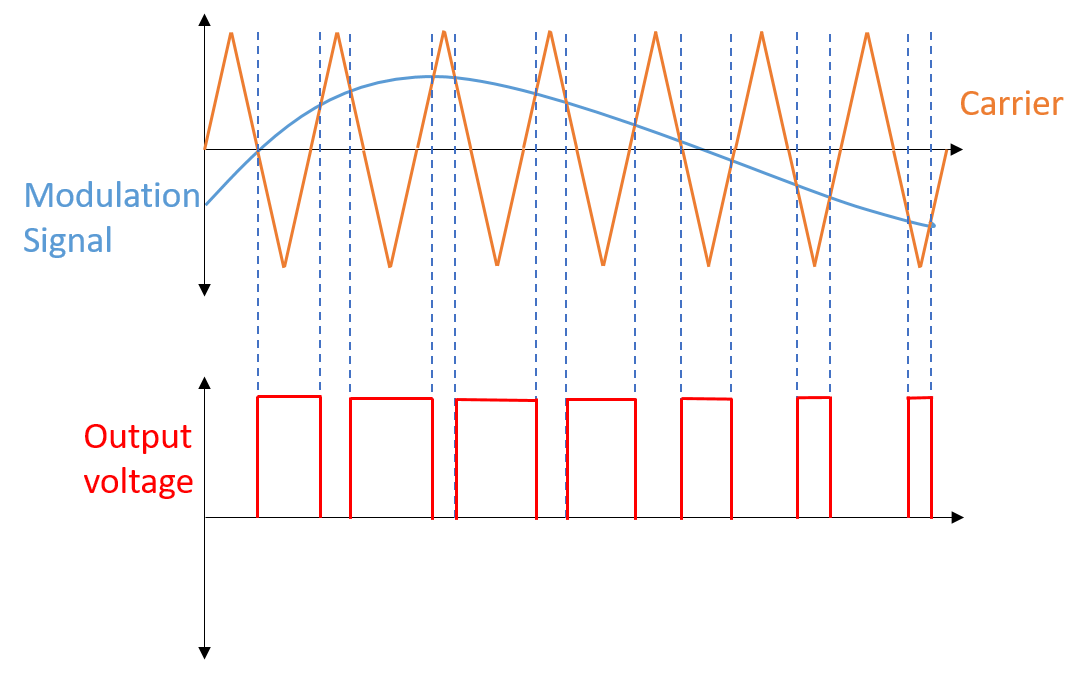 Carrier
Modulation
Signal
Output
voltage